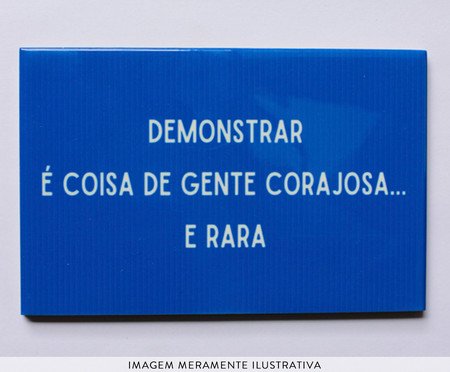 DEMONSTRAR
É COISA DE GENTE CORAJOSA...
E RARA
IMAGEM MERAMENTE ILUSTRATIVA